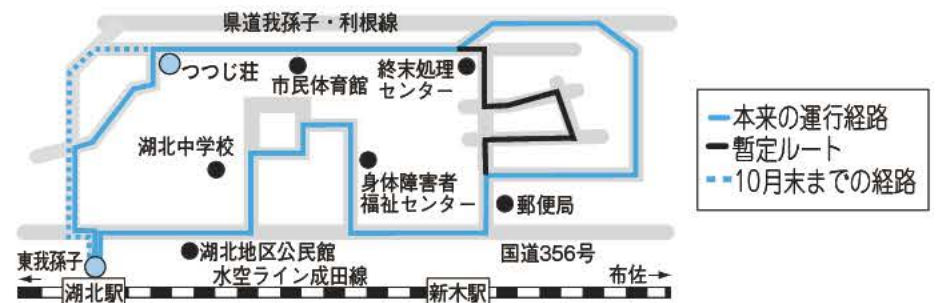 県道我孫子・利根線
つつじ荘
市民体育館
終末処理
センター
本来の運行経路
暫定ルート
10月末までの経路
湖北中学校
身体障害者
福祉センター
郵便局
湖北地区公民館
国道356号
東我孫子
←
水空ライン成田線
布佐→
湖北駅
新木駅